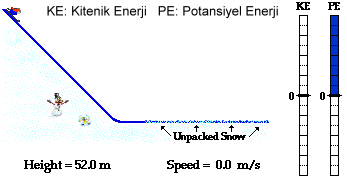 KE: Kitenik Enerji PE: Potansiyel Enerji
KE PE
0 0
Unpacked Snow
Height = 52.0 m Speed = 0.0 m/s